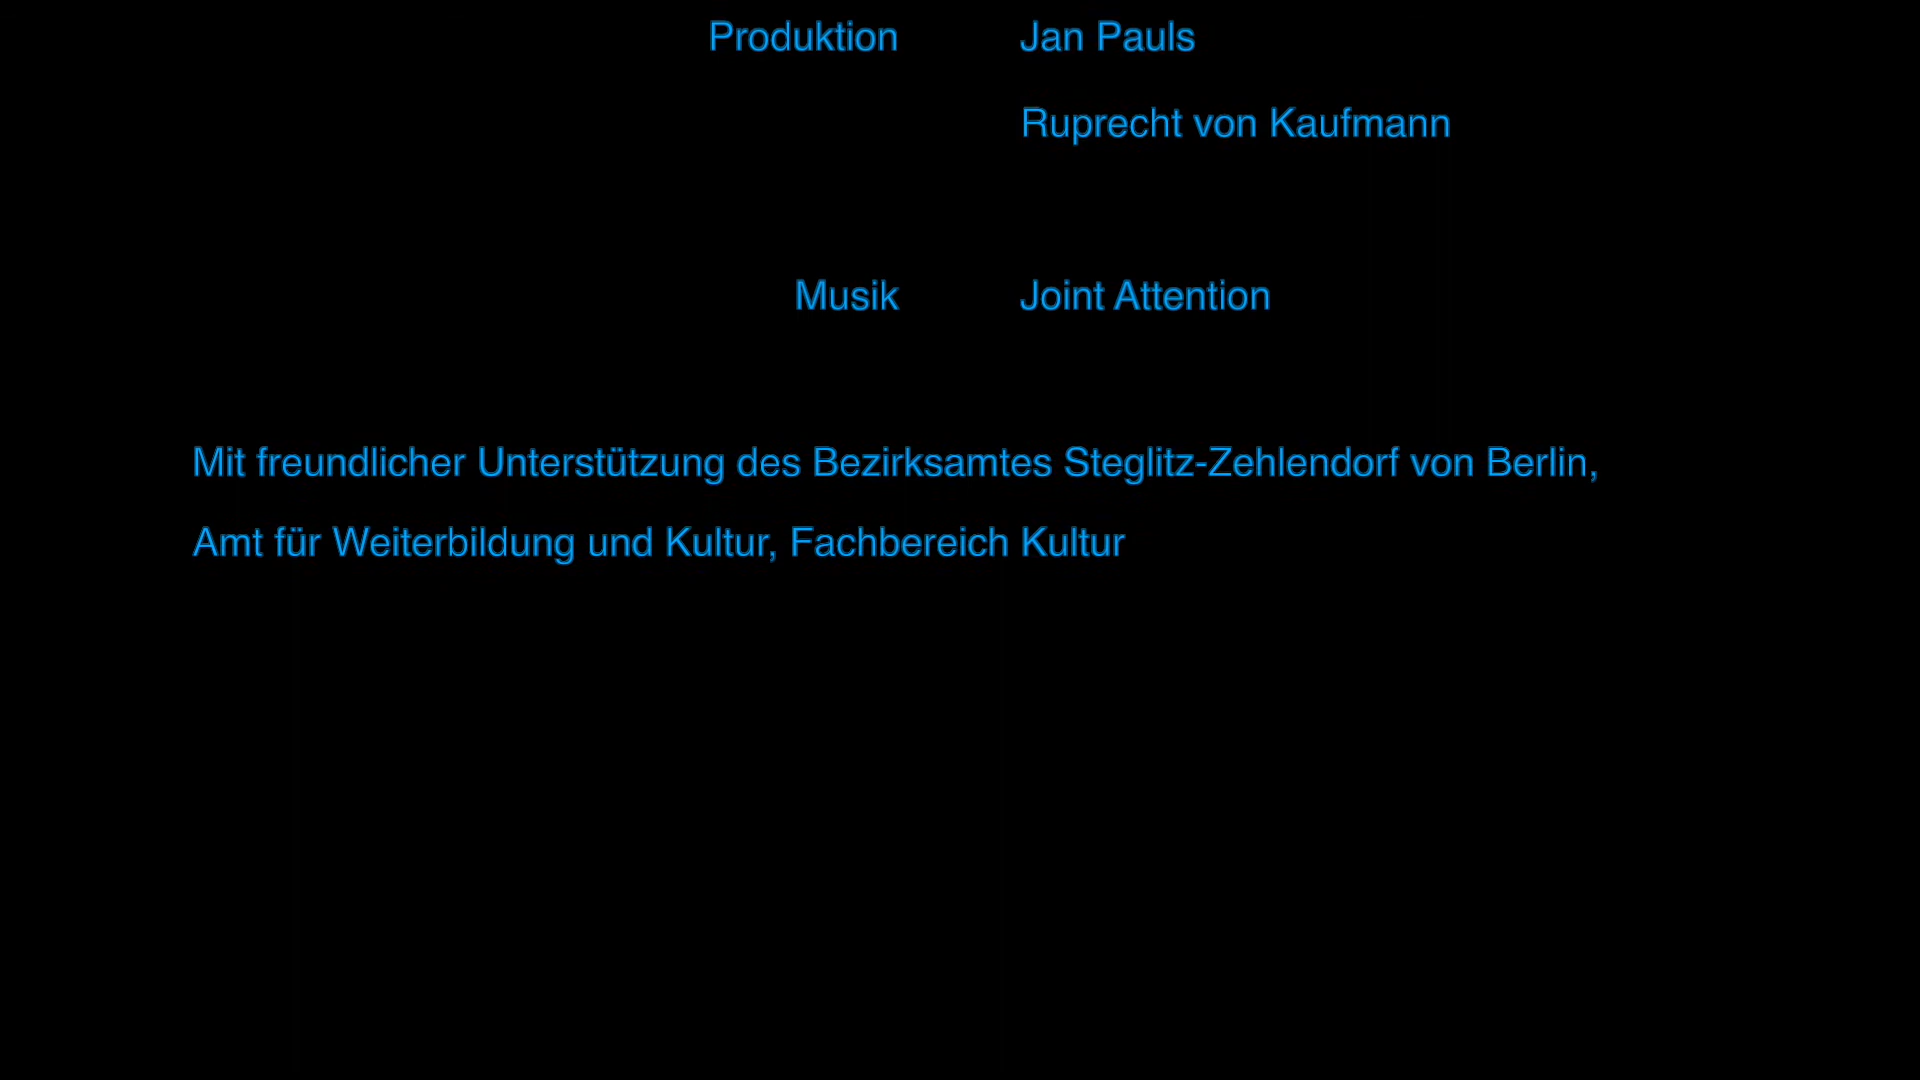 Produktion Jan Pauls
Ruprecht von Kaufmann
Musik Joint Attention
Mit freundlicher Unterstützung des Bezirksamtes Steglitz-Zehlendorf von Berlin,
Amt für Weiterbildung und Kultur, Fachbereich Kultur